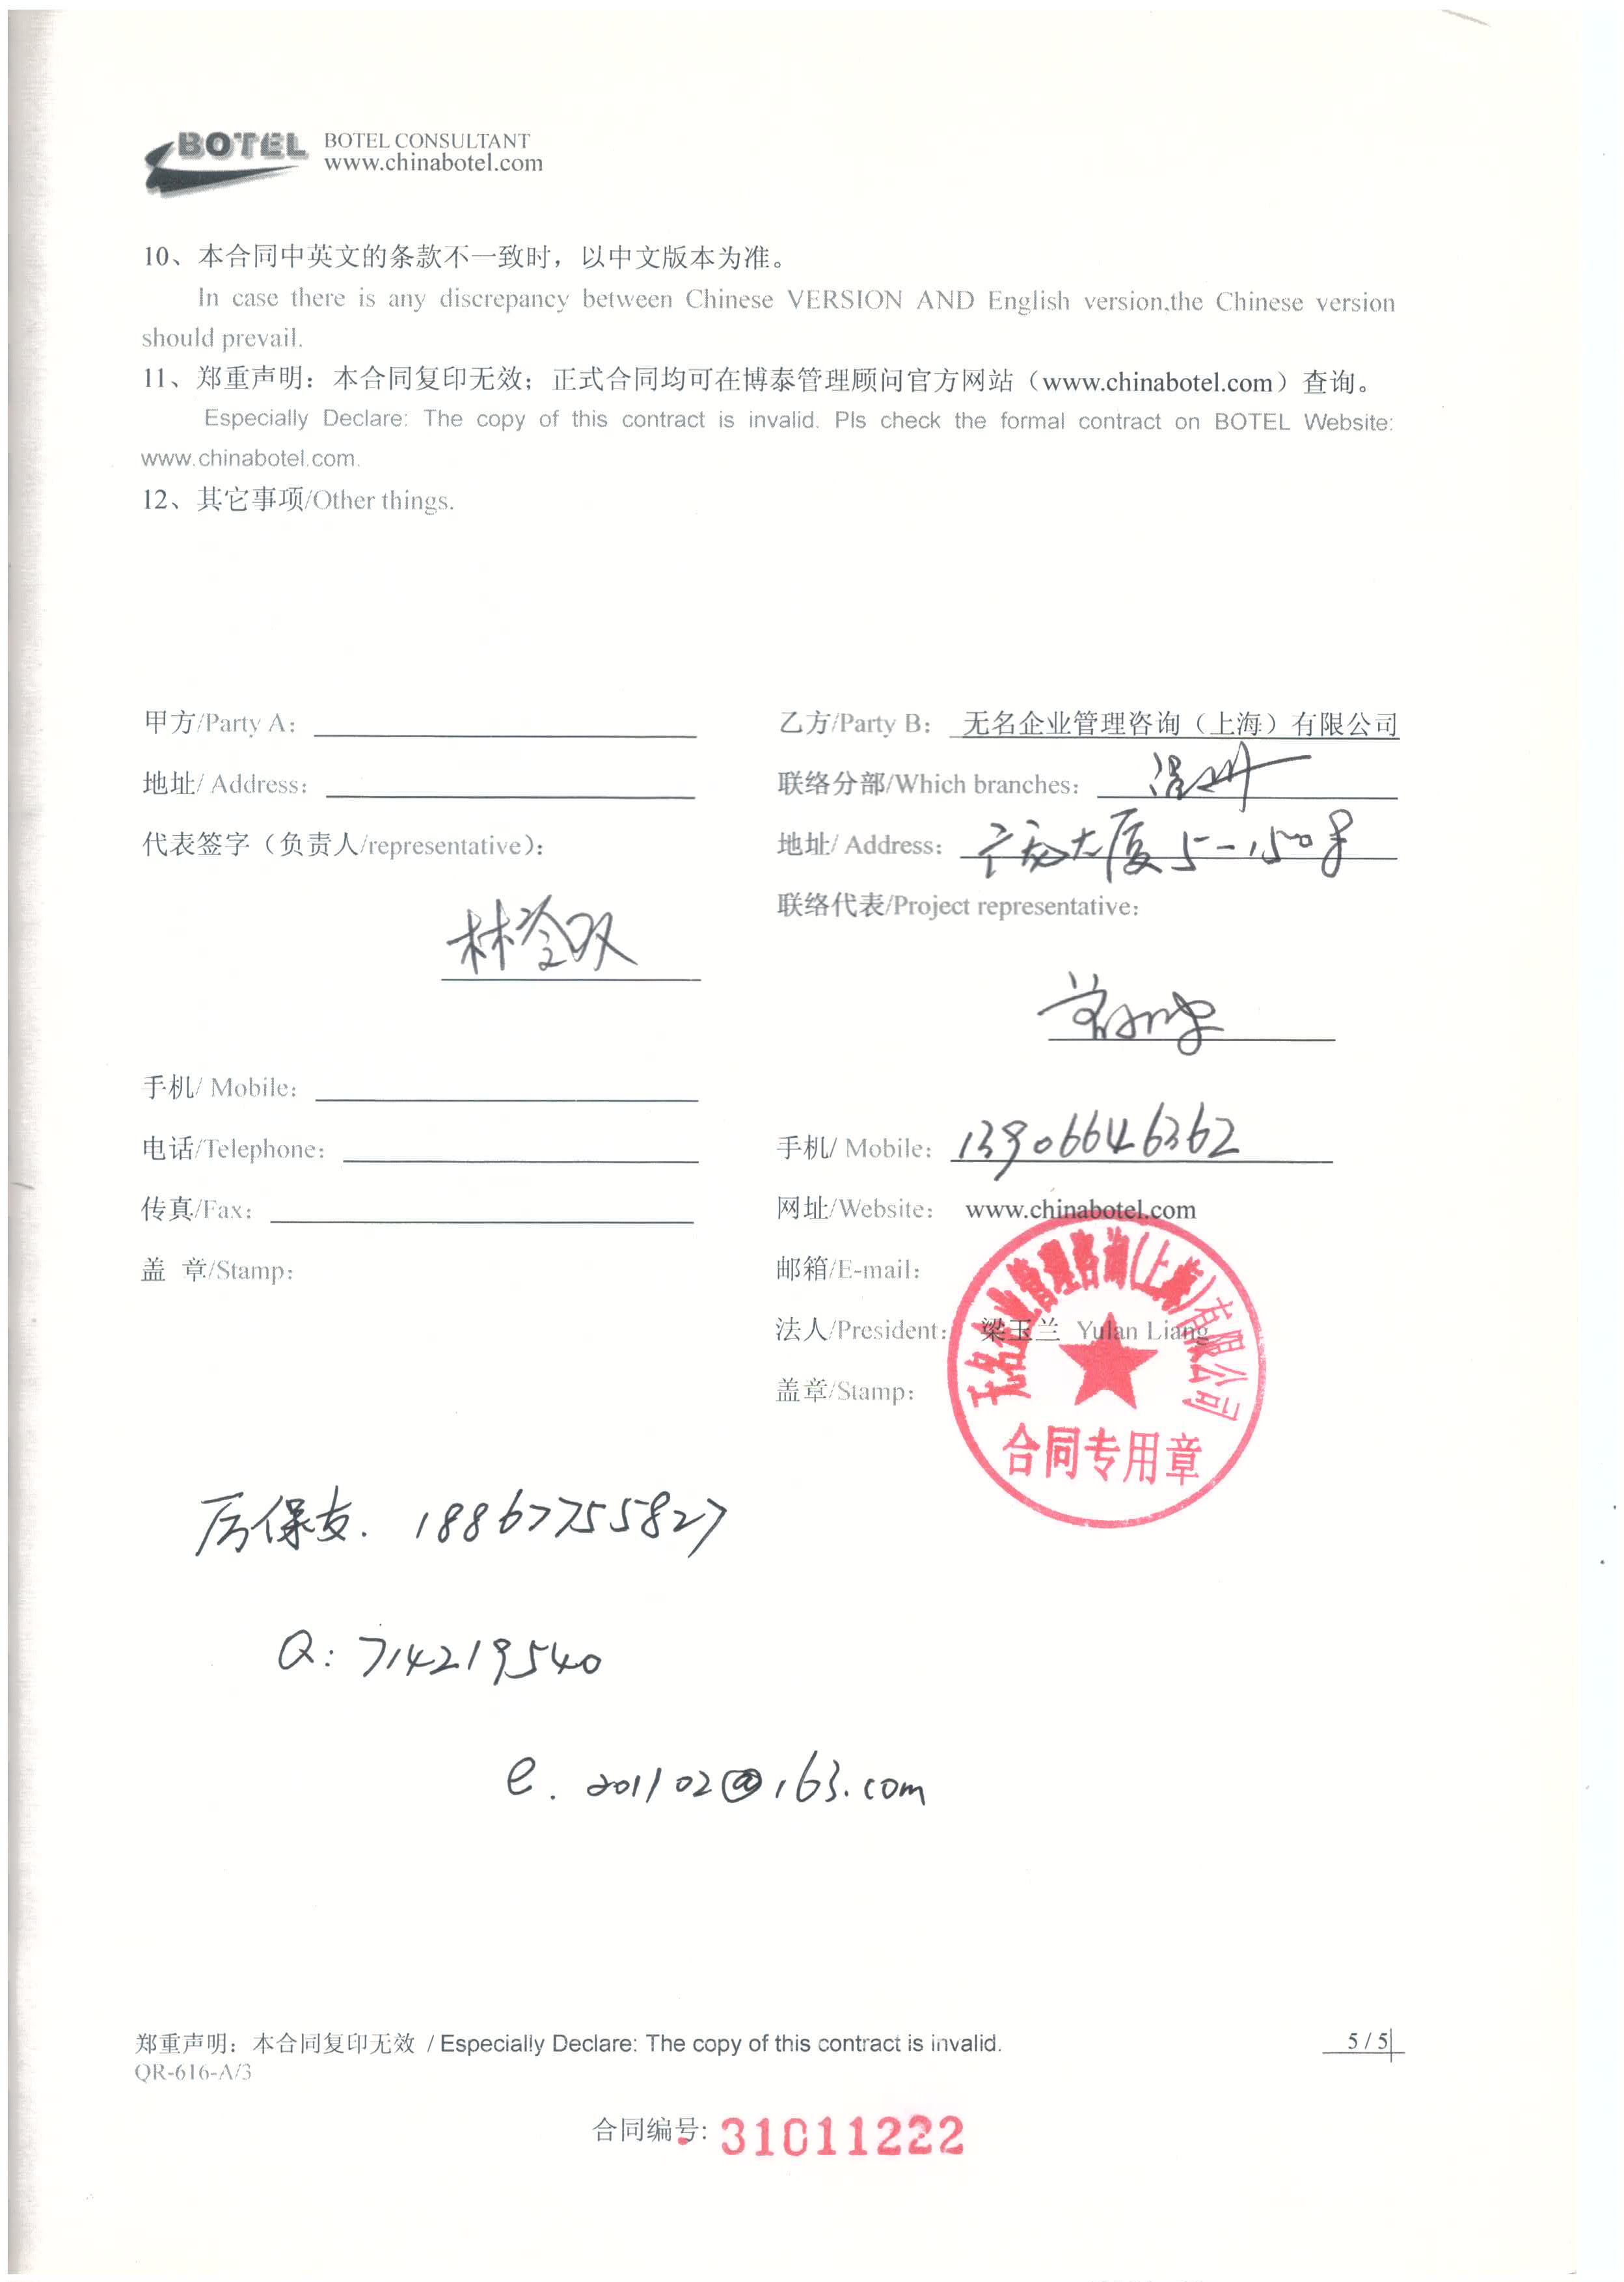 BOTEL BOTEL CONSULTANT
www.chinabotel.com
10、本合同中英文的条款不一致时，以中文版本为准。
In case there is any discrepancy between Chinese VERSION AND English version,the Chinese version
should prevail.
11、郑重声明：本合同复印无效；正式合同均可在博泰管理顾问官方网站（www.chinabotel.com）查询。
Especially Declare: The copy of this contract is invalid. Pls check the formal contract on BOTEL Website:
www.chinabotel.com.
12、其它事项/Other things.
甲方/Party A：
地址/ Address：
代表签字（负责人/representative）：
手机/ Mobile：
电话/Telephone：
传真/Fax：
盖 章/Stamp：
乙方/Party B： 无名企业管理咨询（上海）有限公司
联络分部/Which branches： 温州
地址/ Address： 大厦5-1504
联络代表/Project representative：
手机/ Mobile： 13906646362
网址/Website： www.chinabotel.com
邮箱/E-mail：
法人/President： 梁玉兰 Yulan Liang
盖章/Stamp：
无名企业管理咨询(上海)有限公司
合同专用章
厉保友. 18867755827
Q: 714219540
e. 201102@163.com
郑重声明：本合同复印无效 / Especially Declare: The copy of this contract is invalid.
5 / 5
QR-616-A/3
合同编号: 31011222